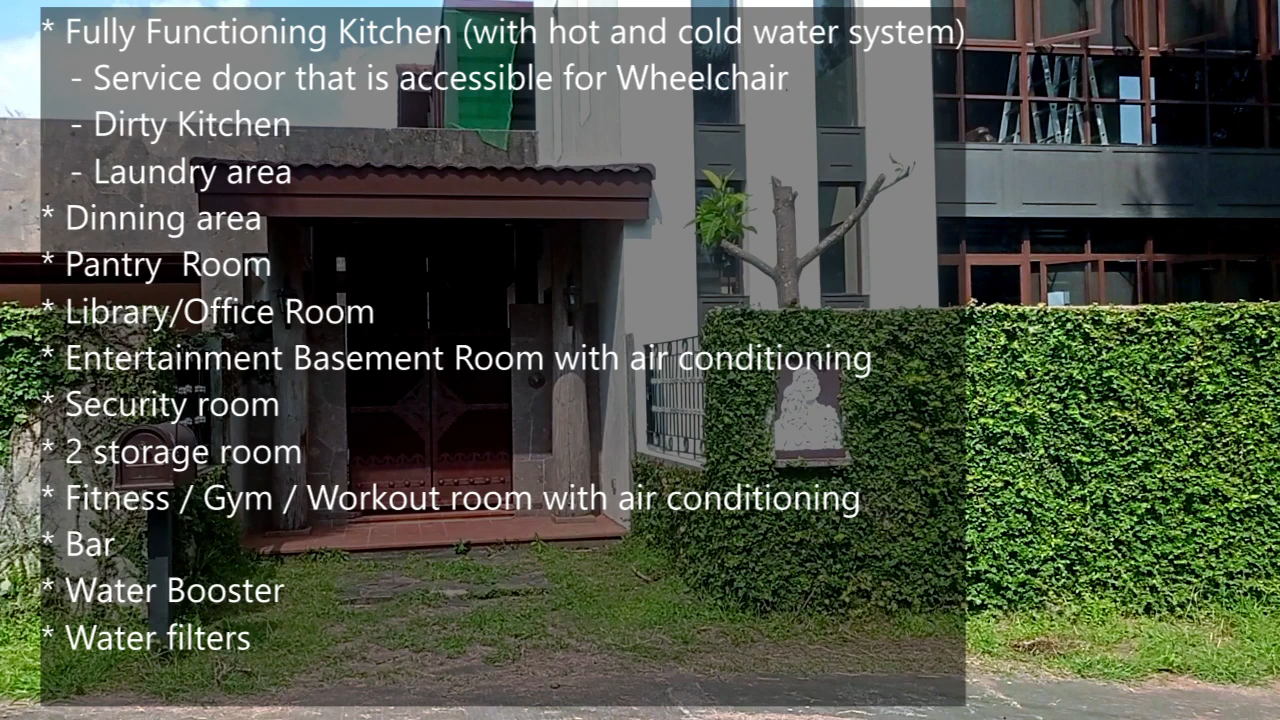 * Fully Functioning Kitchen (with hot and cold water system)
- Service door that is accessible for Wheelchair
- Dirty Kitchen
- Laundry area
* Dinning area
* Pantry  Room
* Library/Office Room
* Entertainment Basement Room with air conditioning
* Security room
* 2 storage room
* Fitness / Gym / Workout room with air conditioning
* Bar
* Water Booster
* Water filters